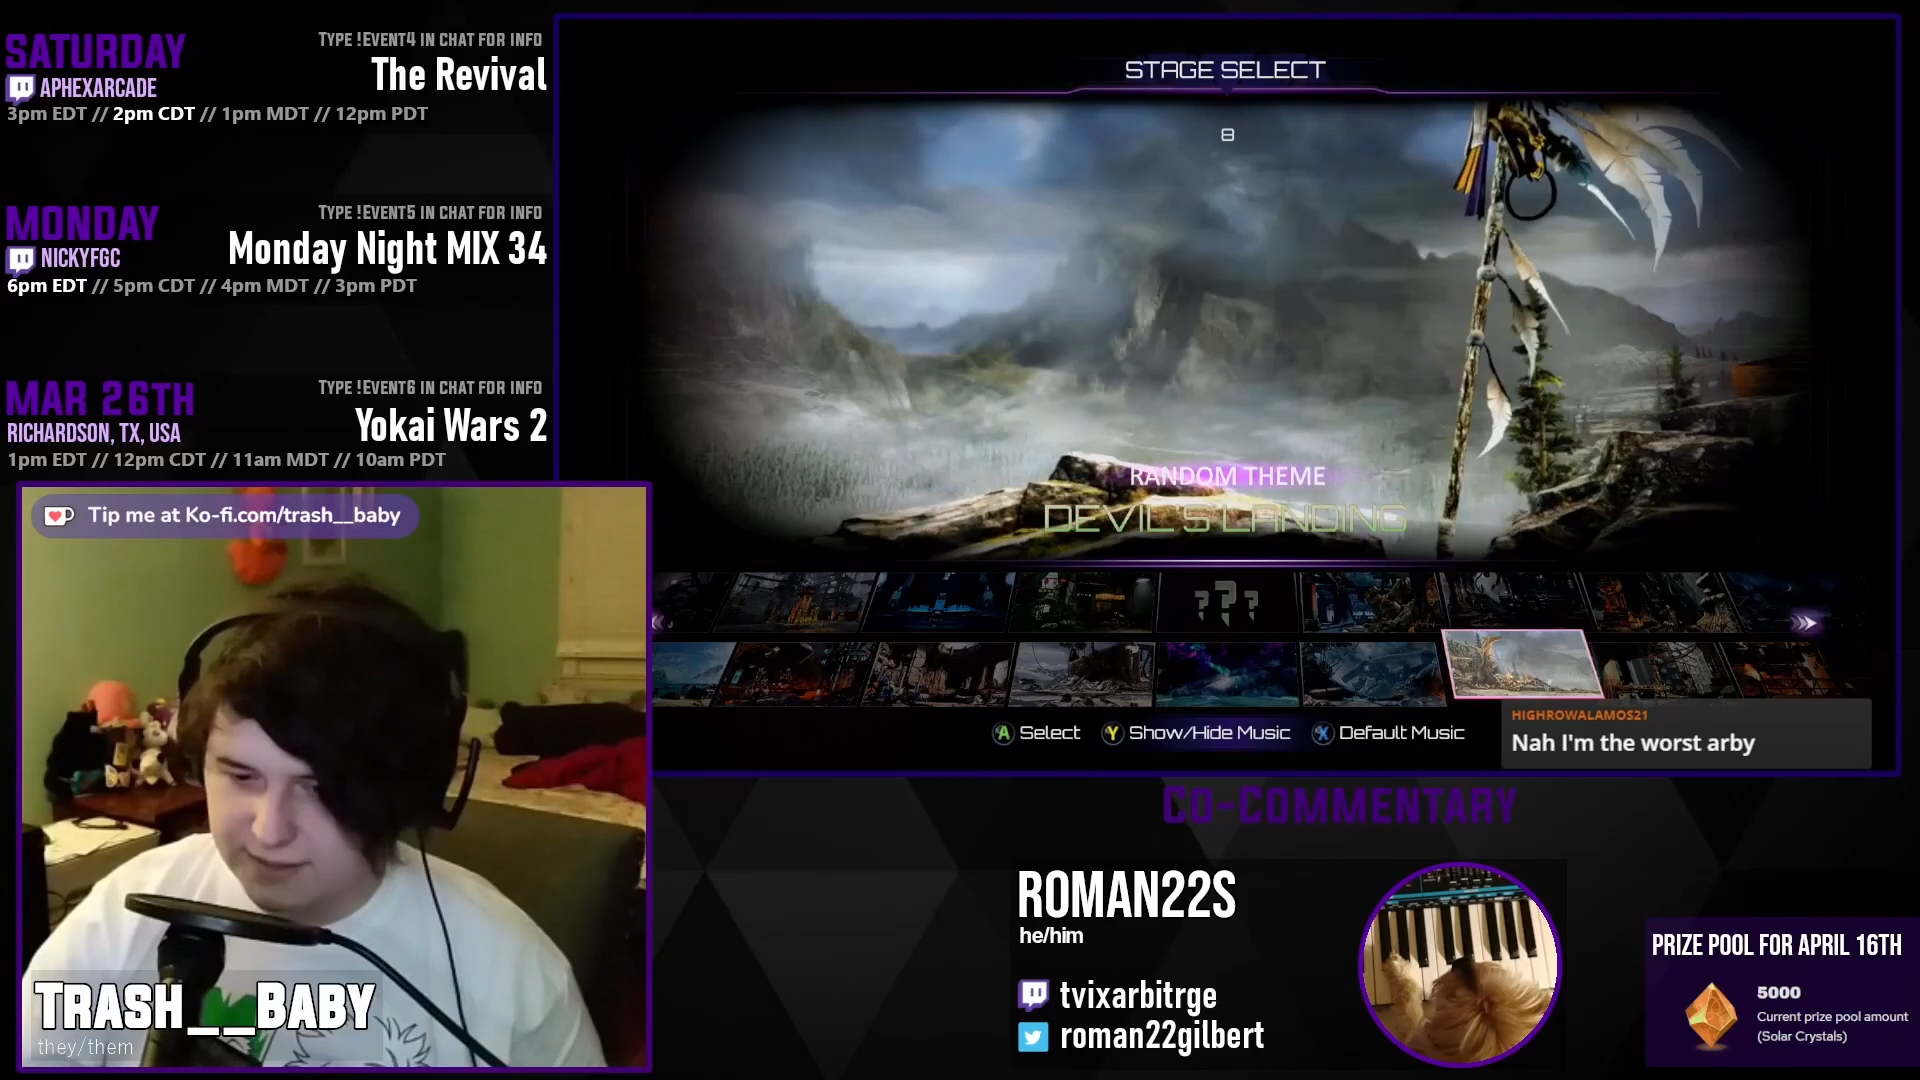 SATURDAY
TYPE !EVENT4 IN CHAT FOR INFO
APHEXARCADE
The Revival
3pm EDT // 2pm CDT // 1pm MDT // 12pm PDT
MONDAY
TYPE !EVENT5 IN CHAT FOR INFO
NICKYFGC
Monday Night MIX 34
6pm EDT // 5pm CDT // 4pm MDT // 3pm PDT
MAR 26TH
TYPE !EVENT6 IN CHAT FOR INFO
RICHARDSON, TX, USA
Yokai Wars 2
1pm EDT // 12pm CDT // 11am MDT // 10am PDT
Tip me at Ko-fi.com/trash__baby
TRASH__BABY
they/them
STAGE SELECT
8
RANDOM THEME
DEVIL'S LANDING
???
A Select
Y Show/Hide Music
X Default Music
HIGHROWALAMOS21
Nah I'm the worst arby
CO-COMMENTARY
ROMAN22S
he/him
tvixarbitrge
roman22gilbert
PRIZE POOL FOR APRIL 16TH
5000
Current prize pool amount
(Solar Crystals)